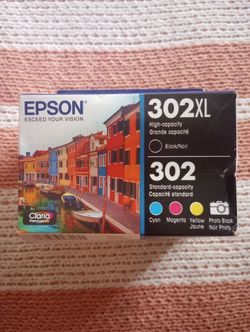 EPSON
EXCEED YOUR VISION
302XL
High-capacity
Grande capacité
Black/Noir
302
Standard-capacity
Capacité standard
Cyan
Magenta
Yellow
Jaune
Photo Black
Noir Photo
Claria